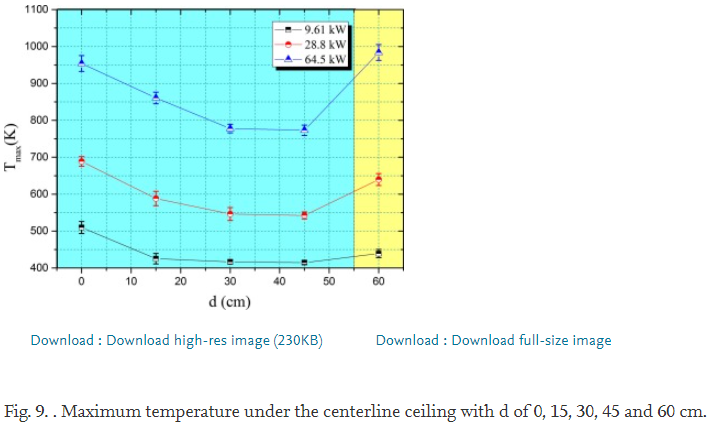 1100
1000
900
800
700
600
500
400
T max (K)
9.61 kW
28.8 kW
64.5 kW
0 10 20 30 40 50 60
d (cm)
Download : Download high-res image (230KB) Download : Download full-size image
Fig. 9. . Maximum temperature under the centerline ceiling with d of 0, 15, 30, 45 and 60 cm.